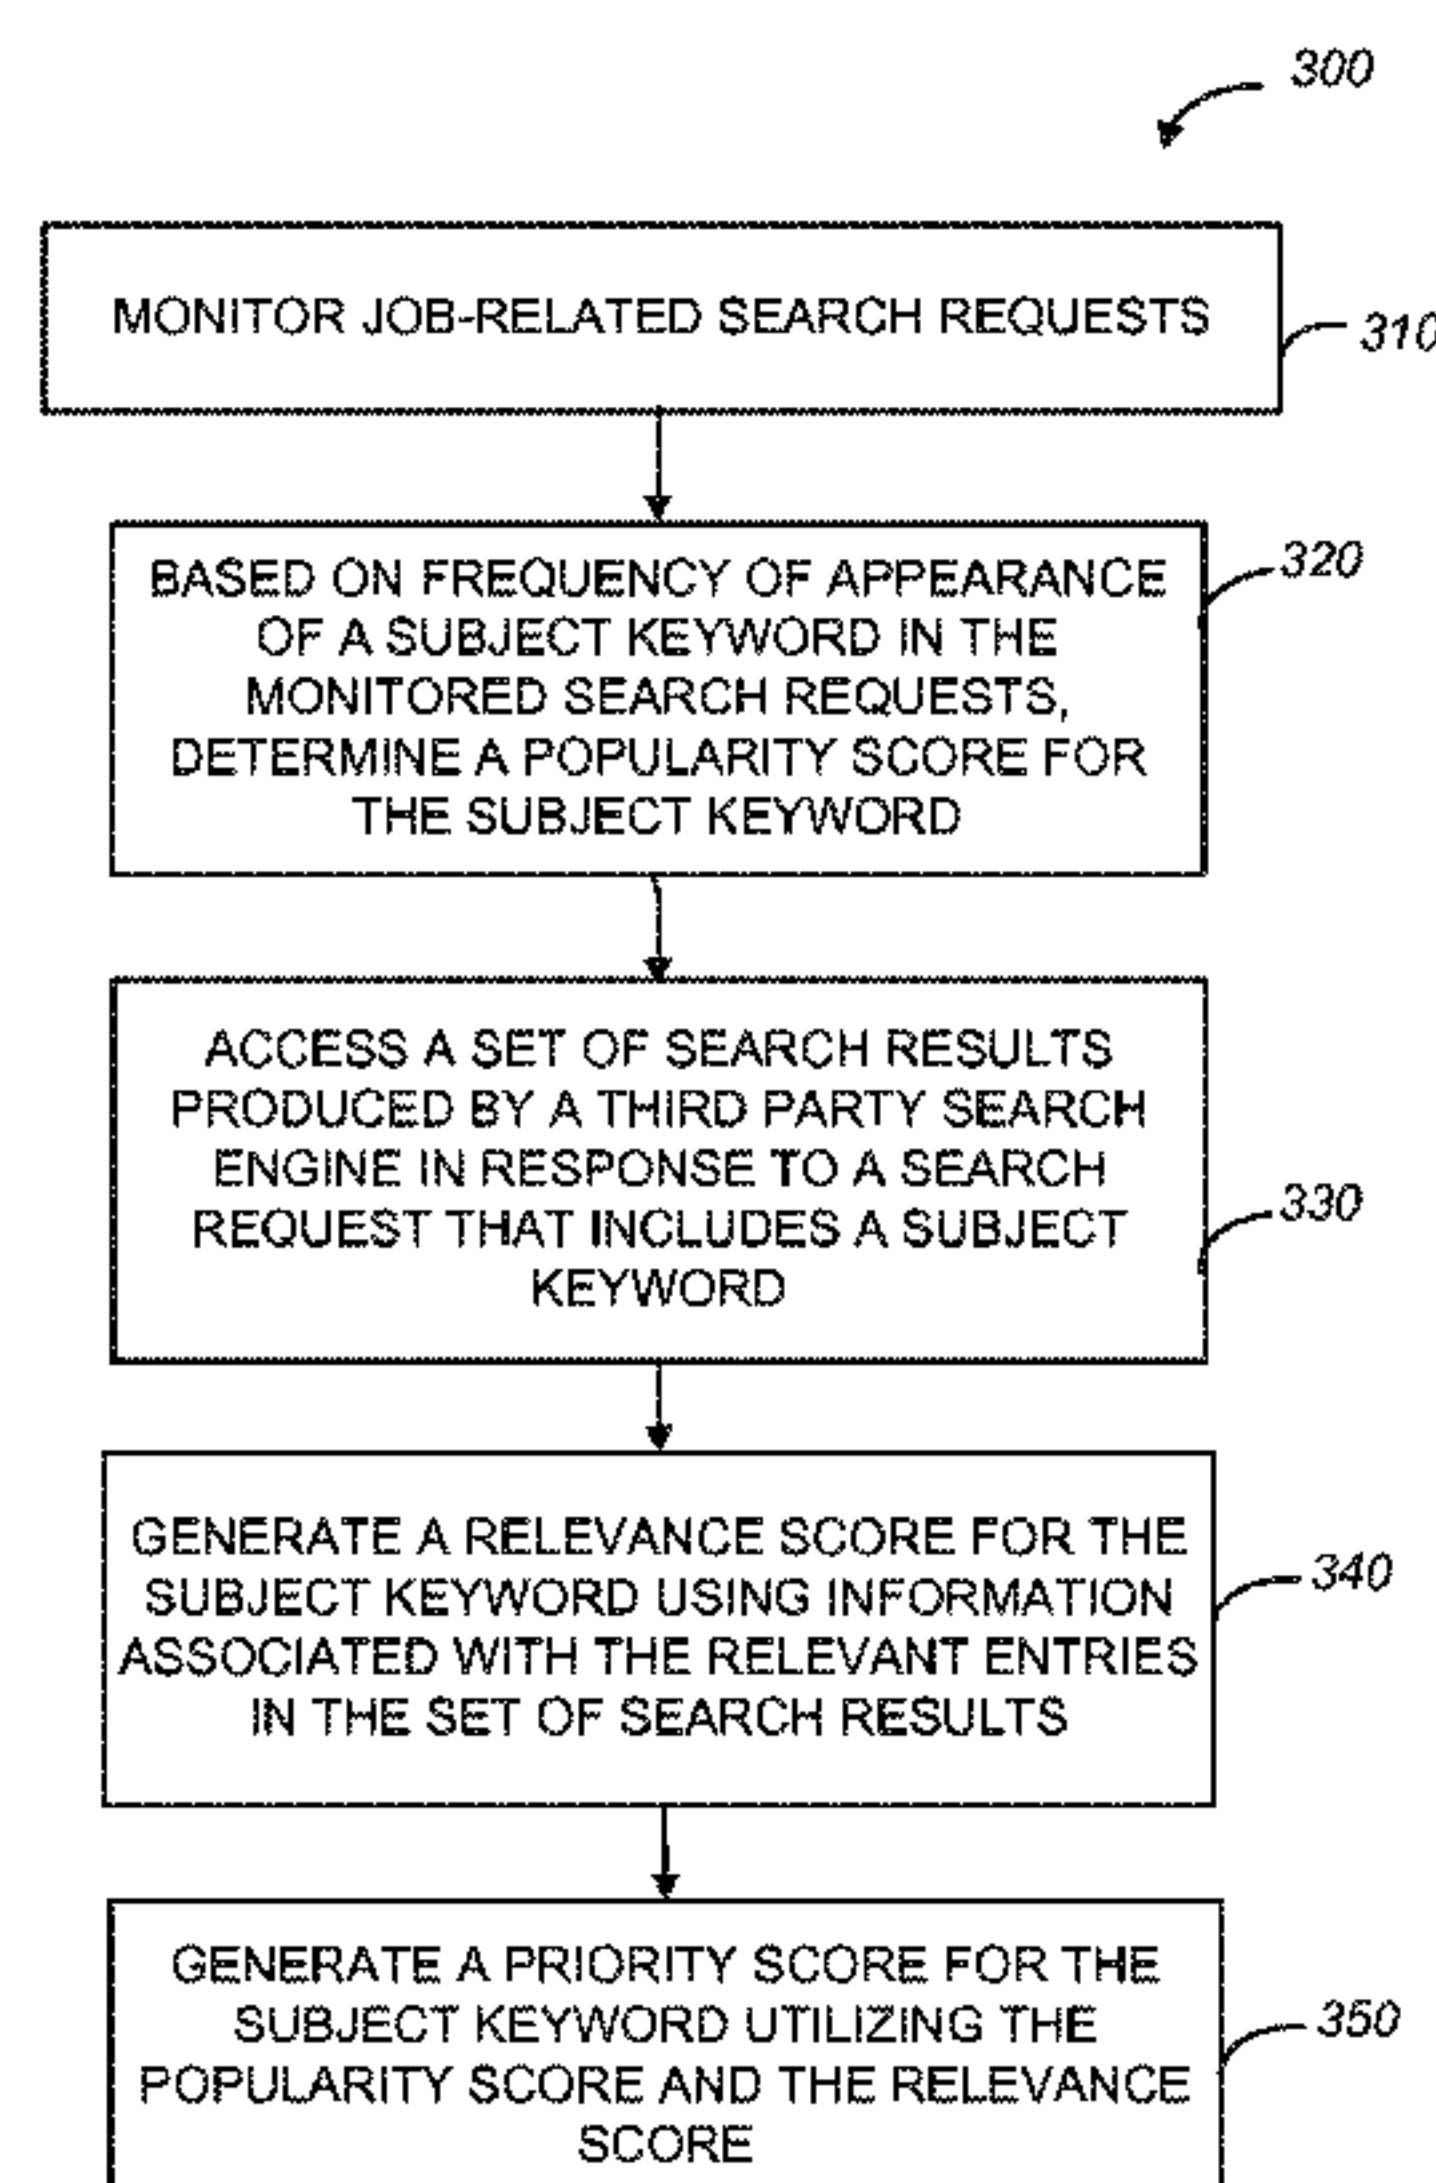 300
MONITOR JOB-RELATED SEARCH REQUESTS
310
BASED ON FREQUENCY OF APPEARANCE
OF A SUBJECT KEYWORD IN THE
MONITORED SEARCH REQUESTS,
DETERMINE A POPULARITY SCORE FOR
THE SUBJECT KEYWORD
320
ACCESS A SET OF SEARCH RESULTS
PRODUCED BY A THIRD PARTY SEARCH
ENGINE IN RESPONSE TO A SEARCH
REQUEST THAT INCLUDES A SUBJECT
KEYWORD
330
GENERATE A RELEVANCE SCORE FOR THE
SUBJECT KEYWORD USING INFORMATION
ASSOCIATED WITH THE RELEVANT ENTRIES
IN THE SET OF SEARCH RESULTS
340
GENERATE A PRIORITY SCORE FOR THE
SUBJECT KEYWORD UTILIZING THE
POPULARITY SCORE AND THE RELEVANCE
SCORE
350